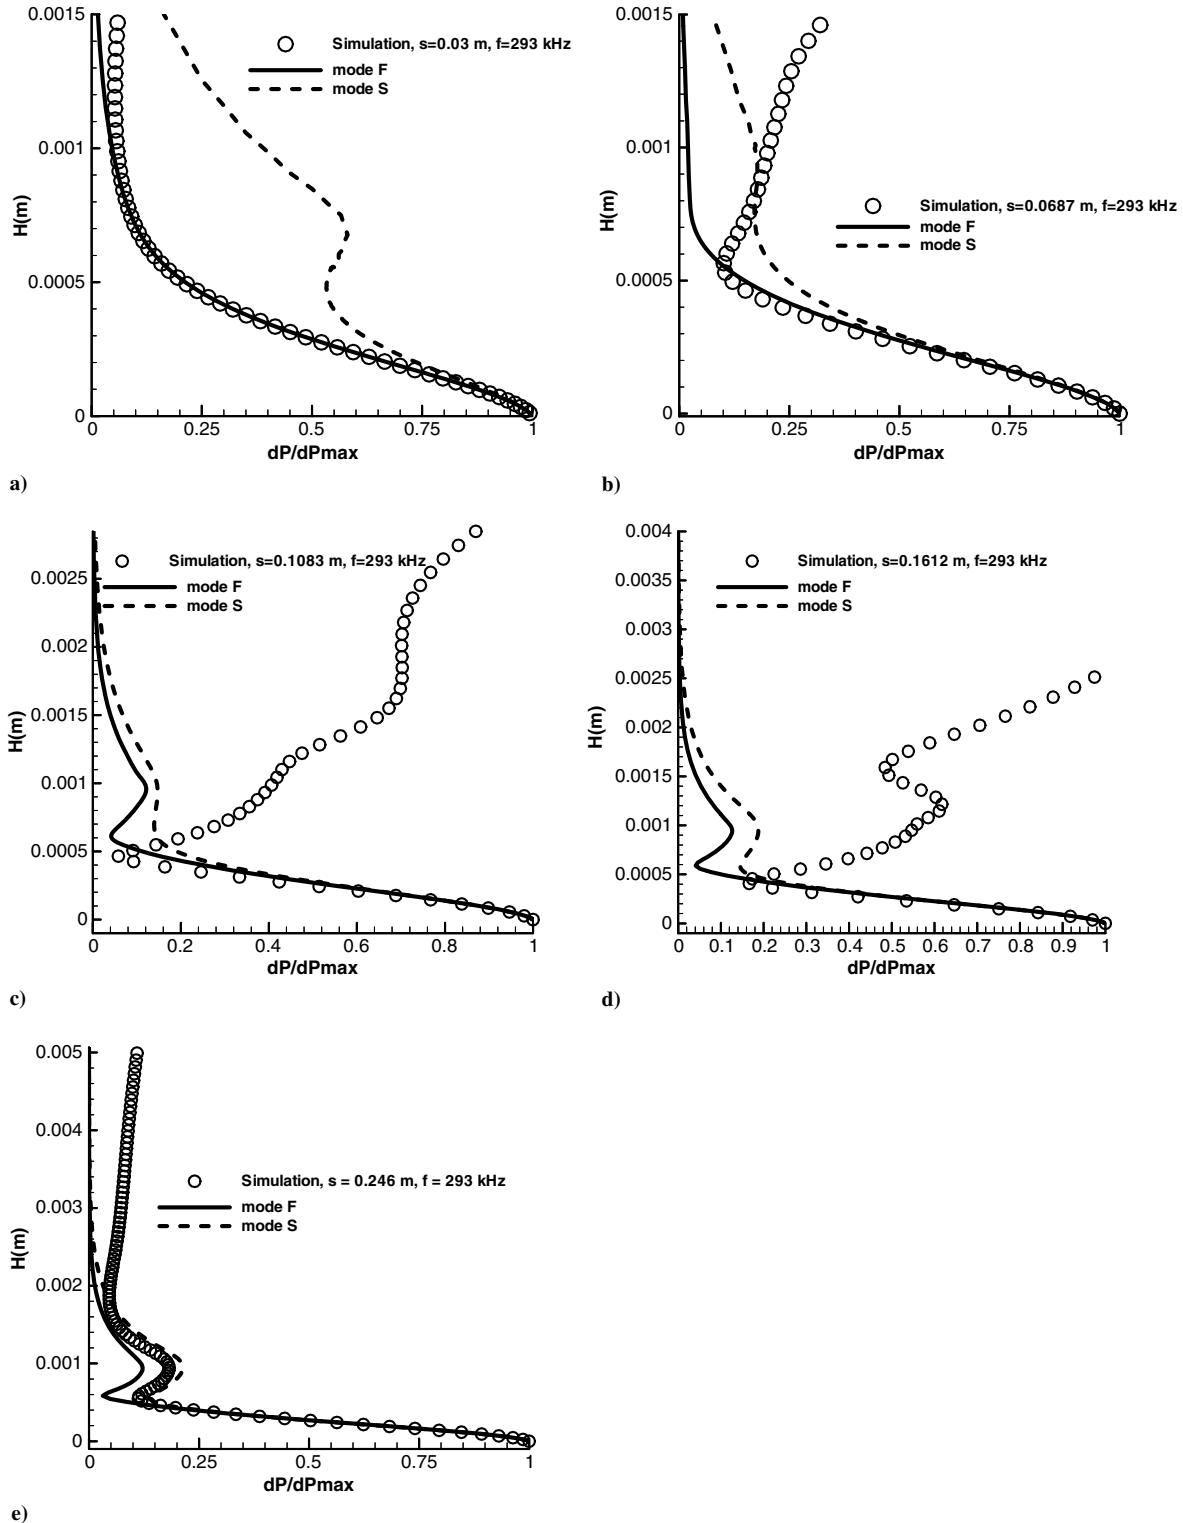 0.0015
Simulation, s=0.03 m, f=293 kHz
mode F
mode S
0.001
H(m)
0.0005
0
0 0.25 0.5 0.75 1
dP/dPmax
a)
0.0015
0.001
H(m)
Simulation, s=0.0687 m, f=293 kHz
mode F
mode S
0.0005
0
0 0.25 0.5 0.75 1
dP/dPmax
b)
Simulation, s=0.1083 m, f=293 kHz
0.0025
mode F
mode S
0.002
H(m)
0.0015
0.001
0.0005
0
0 0.2 0.4 0.6 0.8 1
dP/dPmax
c)
0.004
Simulation, s=0.1612 m, f=293 kHz
0.0035
mode F
mode S
0.003
0.0025
H(m)
0.002
0.0015
0.001
0.0005
0
0 0.1 0.2 0.3 0.4 0.5 0.6 0.7 0.8 0.9 1
dP/dPmax
d)
0.005
0.004
Simulation, s = 0.246 m, f = 293 kHz
mode F
mode S
0.003
H(m)
0.002
0.001
0
0 0.25 0.5 0.75 1
dP/dPmax
e)